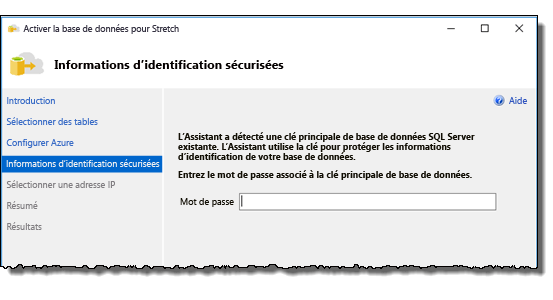 Activer la base de données pour Stretch
Informations d'identification sécurisées
Aide
Introduction
Sélectionner des tables
Configurer Azure
Informations d'identification sécurisées
Sélectionner une adresse IP
Résumé
Résultats
L'Assistant a détecté une clé principale de base de données SQL Server
existante. L'Assistant utilise la clé pour protéger les informations
d'identification de votre base de données.
Entrez le mot de passe associé à la clé principale de base de données.
Mot de passe